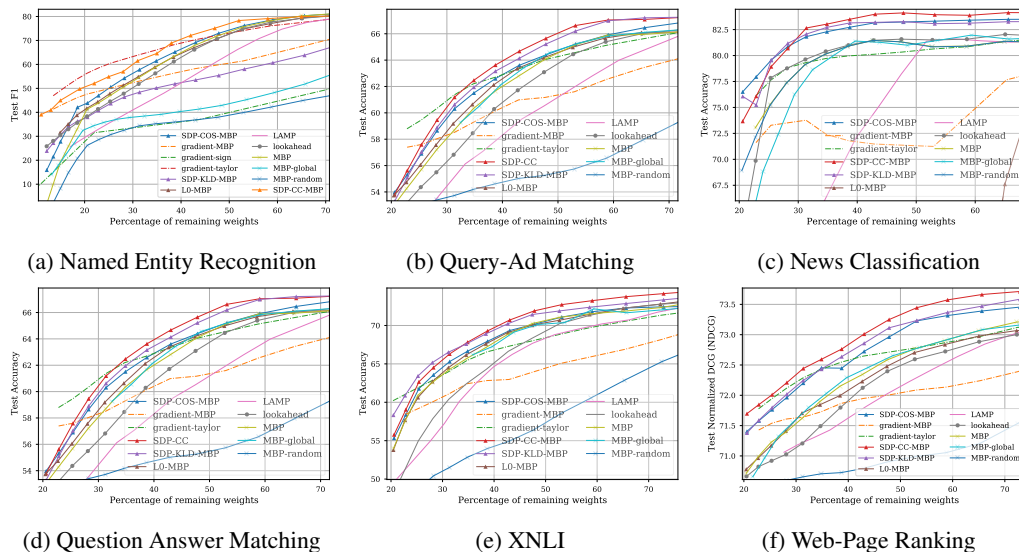 80
70
60
50
40
30
20
10
Test F1
SDP-COS-MBP
gradient-MBP
gradient-sign
gradient-taylor
SDP-KLD-MBP
L0-MBP
LAMP
lookahead
MBP
MBP-global
MBP-random
SDP-CC-MBP
20 30 40 50 60 70
Percentage of remaining weights
(a) Named Entity Recognition
66
64
62
60
58
56
54
Test Accuracy
SDP-COS-MBP
gradient-MBP
gradient-taylor
SDP-CC
SDP-KLD-MBP
L0-MBP
LAMP
lookahead
MBP
MBP-global
MBP-random
20 30 40 50 60 70
Percentage of remaining weights
(b) Query-Ad Matching
82.5
80.0
77.5
75.0
72.5
70.0
67.5
Test Accuracy
SDP-COS-MBP
gradient-MBP
gradient-taylor
SDP-CC-MBP
SDP-KLD-MBP
L0-MBP
LAMP
lookahead
MBP
MBP-global
MBP-random
20 30 40 50 60 70
Percentage of remaining weights
(c) News Classification
66
64
62
60
58
56
54
Test Accuracy
SDP-COS-MBP
gradient-MBP
gradient-taylor
SDP-CC
SDP-KLD-MBP
L0-MBP
LAMP
lookahead
MBP
MBP-global
MBP-random
20 30 40 50 60 70
Percentage of remaining weights
(d) Question Answer Matching
70
65
60
55
50
Test Accuracy
SDP-COS-MBP
gradient-MBP
gradient-taylor
SDP-CC-MBP
SDP-KLD-MBP
L0-MBP
LAMP
lookahead
MBP
MBP-global
MBP-random
20 30 40 50 60 70
Percentage of remaining weights
(e) XNLI
73.5
73.0
72.5
72.0
71.5
71.0
Test Normalized DCG (NDCG)
SDP-COS-MBP
gradient-MBP
gradient-taylor
SDP-CC-MBP
SDP-KLD-MBP
L0-MBP
LAMP
lookahead
MBP
MBP-global
MBP-random
20 30 40 50 60 70
Percentage of remaining weights
(f) Web-Page Ranking